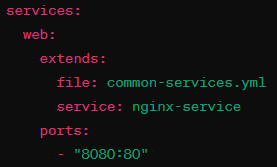 services:
  web:
    extends:
      file: common-services.yml
      service: nginx-service
    ports:
      - "8080:80"